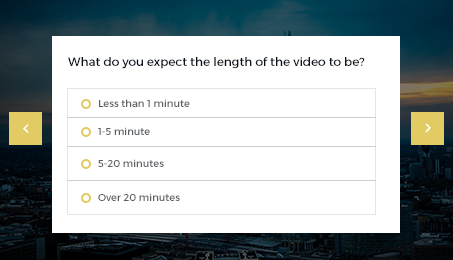 What do you expect the length of the video to be?
Less than 1 minute
1-5 minute
5-20 minutes
Over 20 minutes